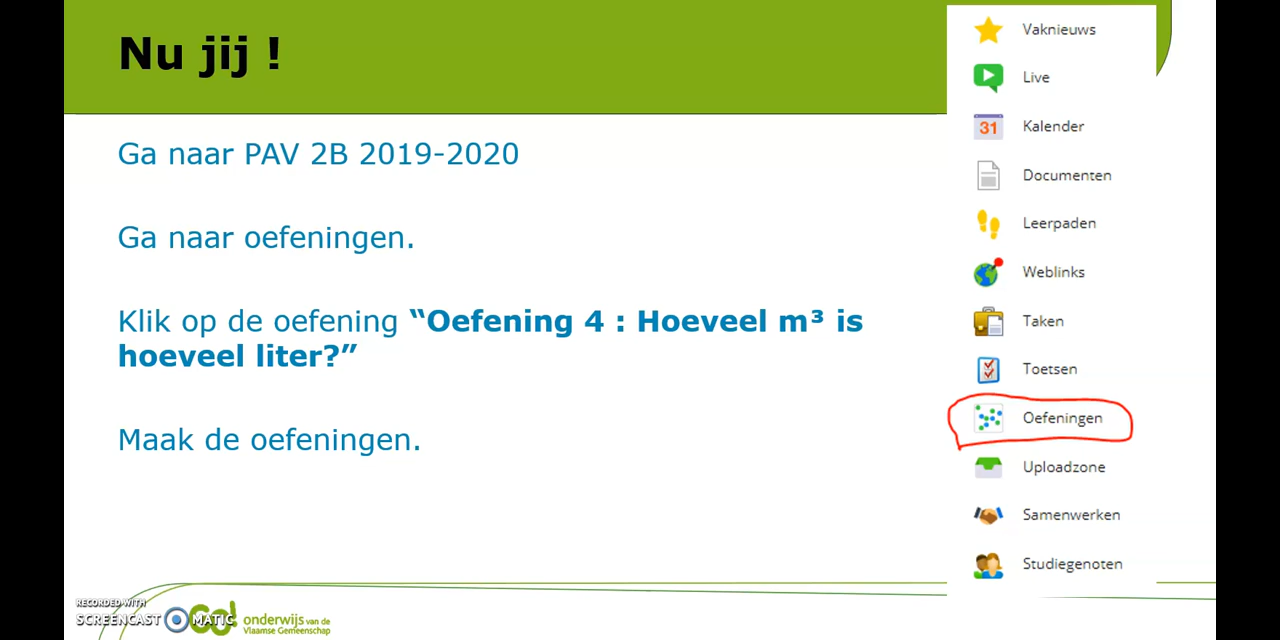 Nu jij !
Ga naar PAV 2B 2019-2020
Ga naar oefeningen.
Klik op de oefening “Oefening 4 : Hoeveel m³ is
hoeveel liter?”
Maak de oefeningen.
Vaknieuws
Live
31
Kalender
Documenten
Leerpaden
Weblinks
Taken
Toetsen
Oefeningen
Uploadzone
Samenwerken
Studiegenoten
RECORDED WITH
SCREENCAST MATIC
GO!
onderwijs van de
Vlaamse Gemeenschap